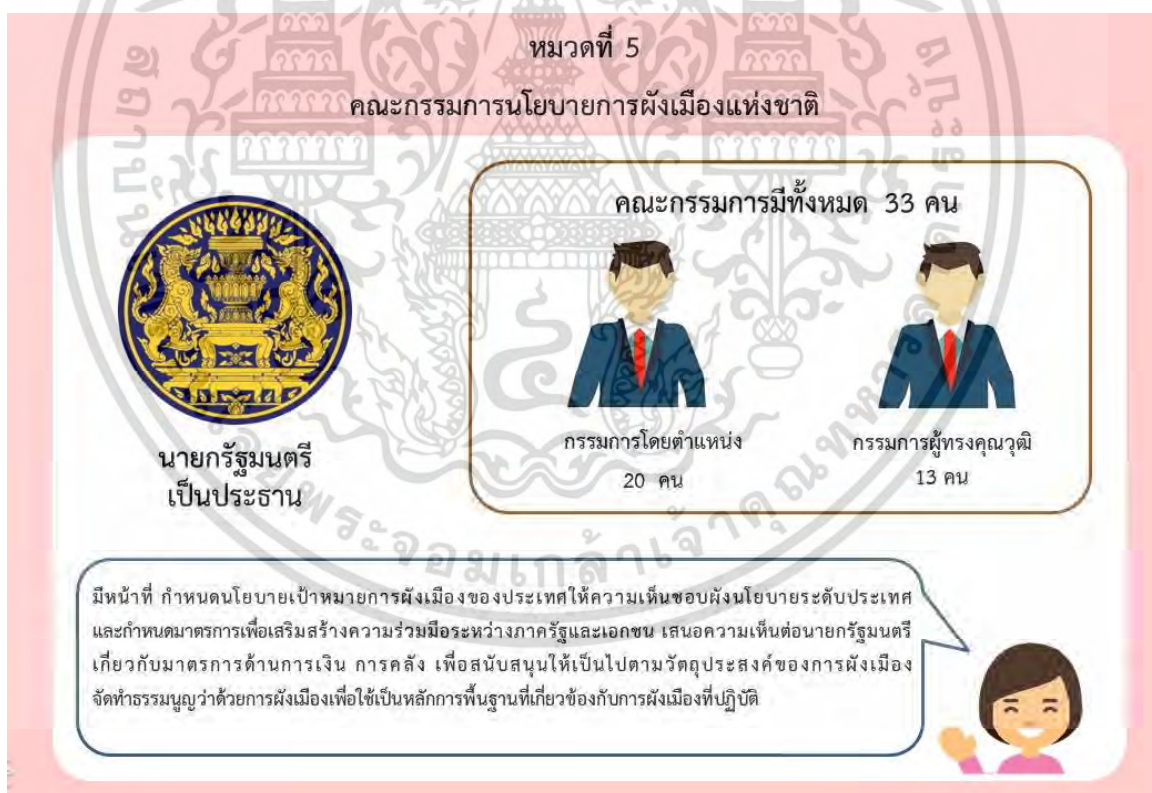 หมวดที่ 5
คณะกรรมการนโยบายการผังเมืองแห่งชาติ
คณะกรรมการมีทั้งหมด 33 คน
นายกรัฐมนตรี
เป็นประธาน
กรรมการโดยตำแหน่ง
20 คน
กรรมการผู้ทรงคุณวุฒิ
13 คน
มีหน้าที่ กำหนดนโยบายเป้าหมายการผังเมืองของประเทศให้ความเห็นชอบผังนโยบายระดับประเทศ
และกำหนดมาตรการเพื่อเสริมสร้างความร่วมมือระหว่างภาครัฐและเอกชน เสนอความเห็นต่อนายกรัฐมนตรี
เกี่ยวกับมาตรการด้านการเงิน การคลัง เพื่อสนับสนุนให้เป็นไปตามวัตถุประสงค์ของการผังเมือง
จัดทำธรรมนูญว่าด้วยการผังเมืองเพื่อใช้เป็นหลักการพื้นฐานที่เกี่ยวข้องกับการผังเมืองที่ปฏิบัติ